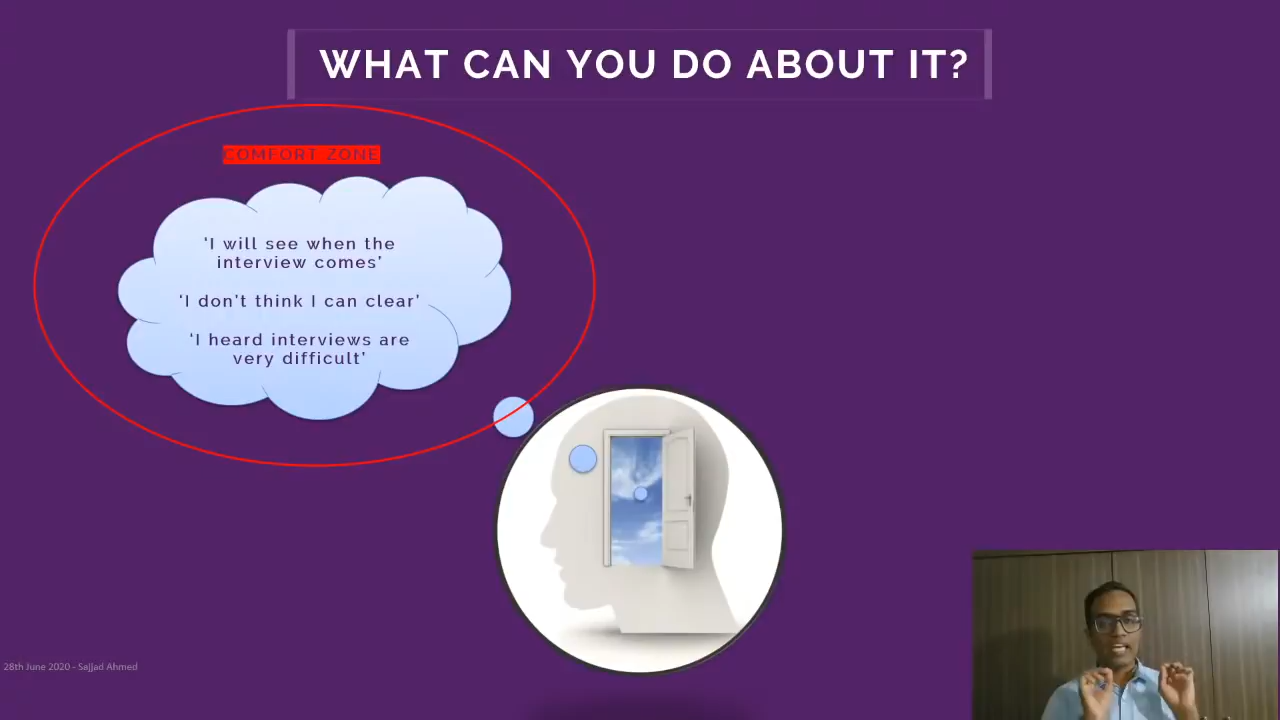 WHAT CAN YOU DO ABOUT IT?
COMFORT ZONE
‘I will see when the
interview comes’
‘I don’t think I can clear’
‘I heard interviews are
very difficult’
28th June 2020 - Sajjad Ahmed